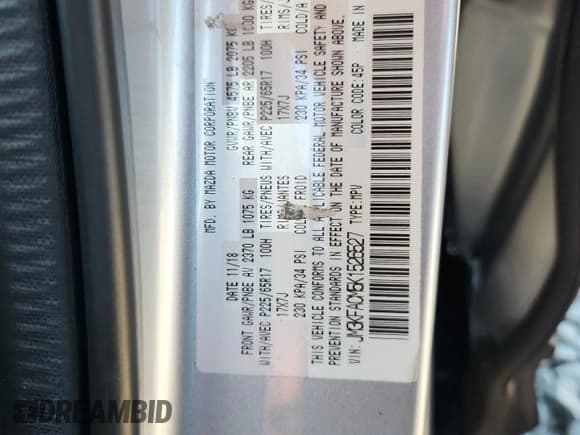 MFD. BY MAZDA MOTOR CORPORATION
DATE 11/18 GVWR/PNBV 4575 LB 2075 KG
FRONT GAWR/PNBE AV 2370 LB 1075 KG REAR GAWR/PNBE AR 2205 LB 1000 KG
WITH/AVEC P225/65R17 100H TIRES/PNEUS WITH/AVEC P225/65R17 100H TIRES/
17X7J 17X7J RIMS/
230 KPA/34 PSI FROID 230 KPA/34 PSI COLD/A
THIS VEHICLE CONFORMS TO ALL APPLICABLE FEDERAL MOTOR VEHICLE SAFETY AND
PREVENTION STANDARDS IN EFFECT ON THE DATE OF MANUFACTURE SHOWN ABOVE.
VIN: JM3KFACM5K1526527 TYPE:MPV COLOR CODE:45P
DREAMBID